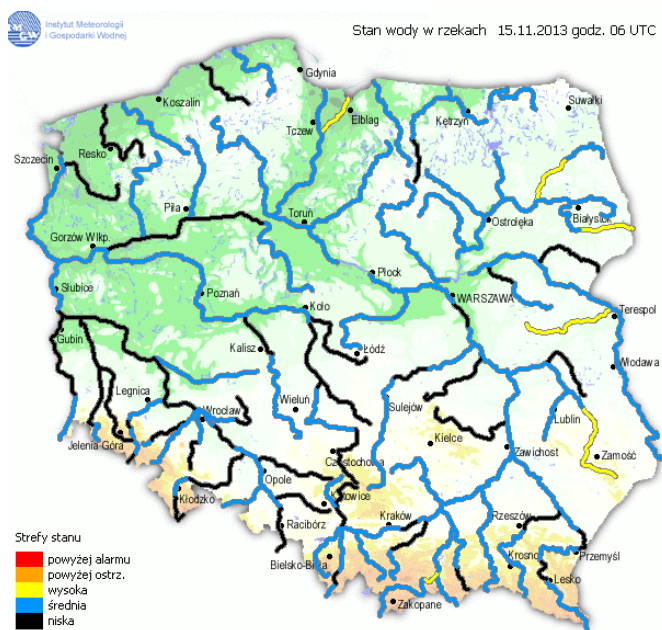 Instytut Meteorologii
i Gospodarki Wodnej
Stan wody w rzekach 15.11.2013 godz. 06 UTC
Gdynia
Koszalin
Suwałki
Elbląg
Kętrzyn
Tczew
Resko
Szczecin
Piła
Toruń
Ostrołęka
Białystok
Gorzów Wlkp.
Płock
Słubice
Poznań
Koło
WARSZAWA
Terespol
Gubin
Kalisz
Łódź
Włodawa
Legnica
Wieluń
Sulejów
Lublin
Wrocław
Jelenia Góra
Kielce
Częstochowa
Zawichost
Zamość
Opole
Kłodzko
Katowice
Racibórz
Kraków
Rzeszów
Strefy stanu
powyżej alarmu
Bielsko-Biała
Krosno
Przemyśl
powyżej ostrz.
Lesko
wysoka
Zakopane
średnia
niska